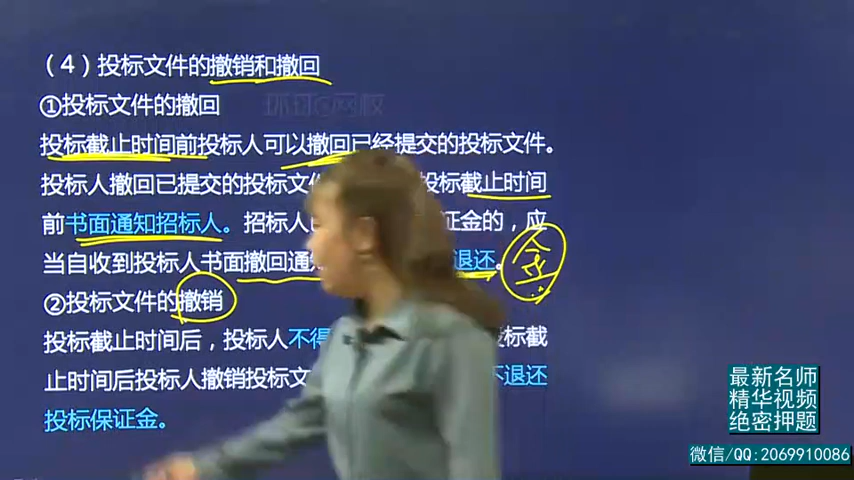 （4）投标文件的撤销和撤回
①投标文件的撤回
投标截止时间前投标人可以撤回已经提交的投标文件。
投标人撤回已提交的投标文 投标截止时间
前书面通知招标人。招标人 证金的，应
当自收到投标人书面撤回通 退还。
②投标文件的撤销
投标截止时间后，投标人不得 标截
止时间后投标人撤销投标文 不退还
投标保证金。
最新名师
精华视频
绝密押题
微信/QQ:2069910086